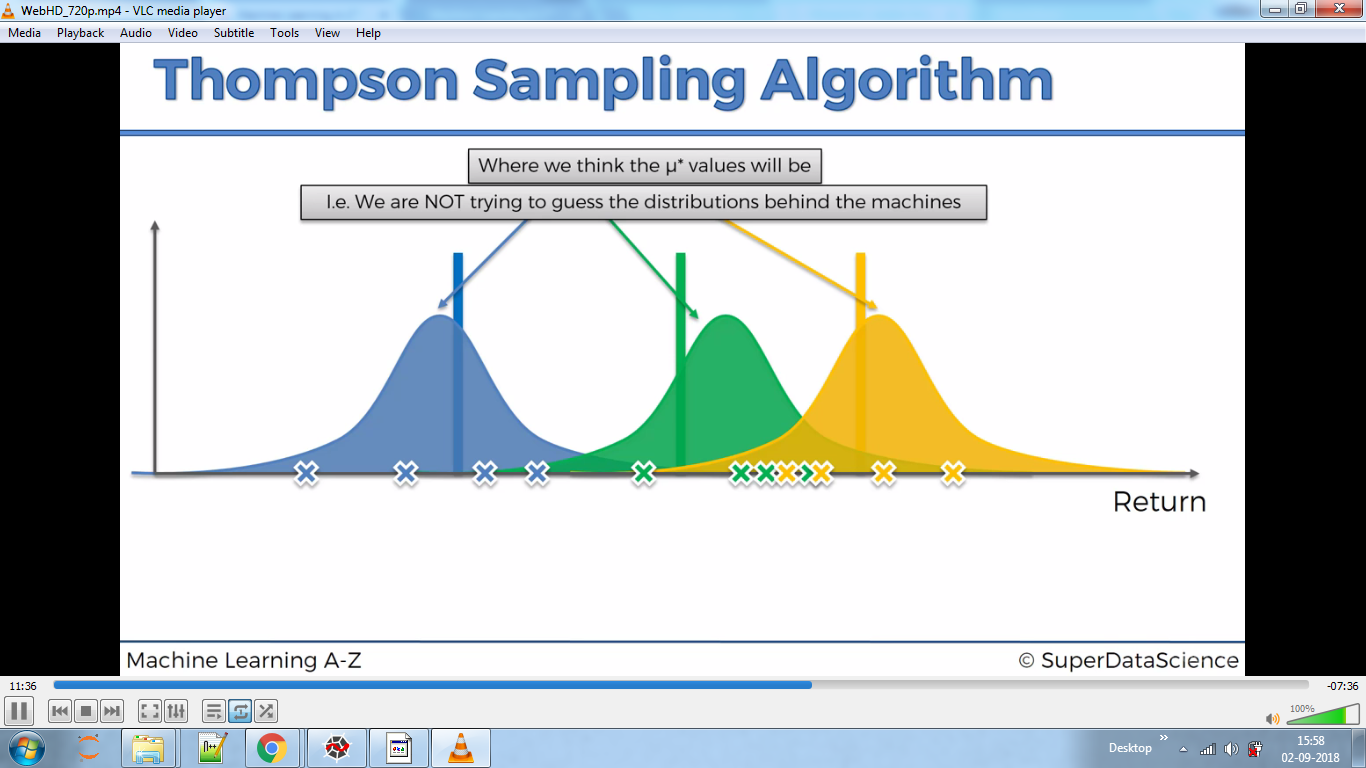 WebHD_720p.mp4 - VLC media player
Media Playback Audio Video Subtitle Tools View Help
Thompson Sampling Algorithm
Where we think the μ* values will be
I.e. We are NOT trying to guess the distributions behind the machines
Return
Machine Learning A-Z
© SuperDataScience
11:36
-07:36
100%
N++
Desktop
15:58
02-09-2018